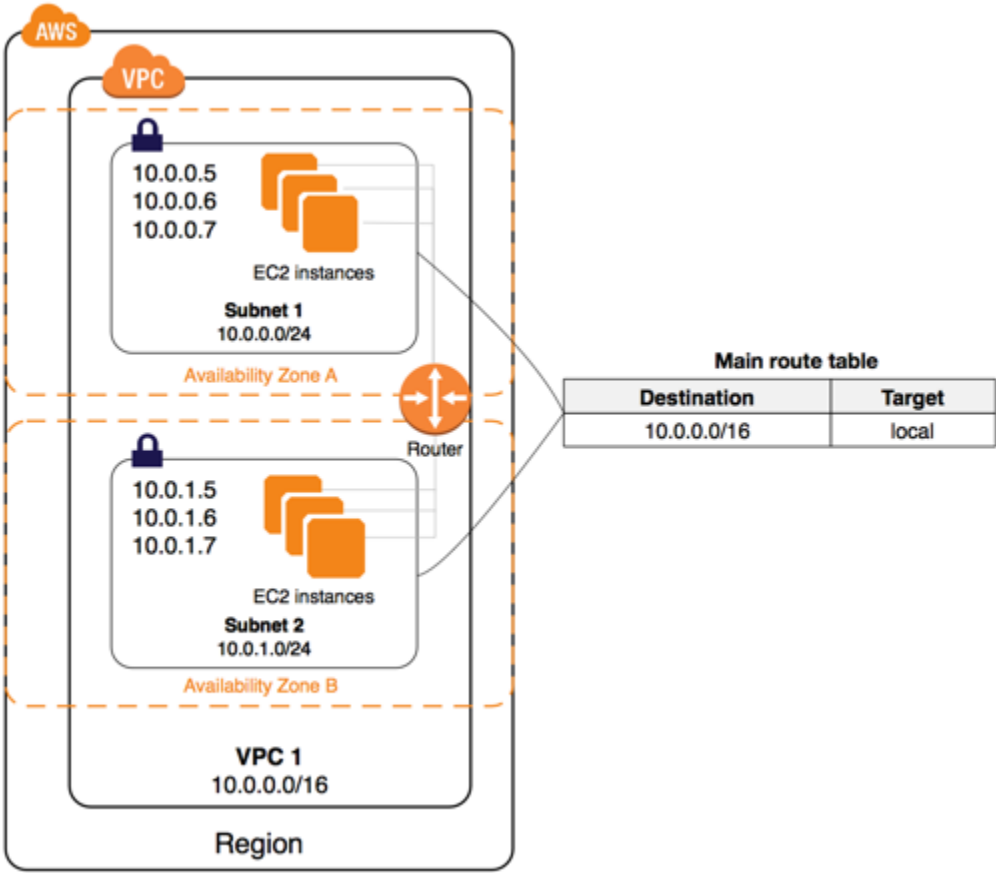 AWS
VPC
10.0.0.5
10.0.0.6
10.0.0.7
EC2 instances
Subnet 1
10.0.0.0/24
Availability Zone A
Router
10.0.1.5
10.0.1.6
10.0.1.7
EC2 instances
Subnet 2
10.0.1.0/24
Availability Zone B
VPC 1
10.0.0.0/16
Region
Main route table
Destination Target
10.0.0.0/16 local